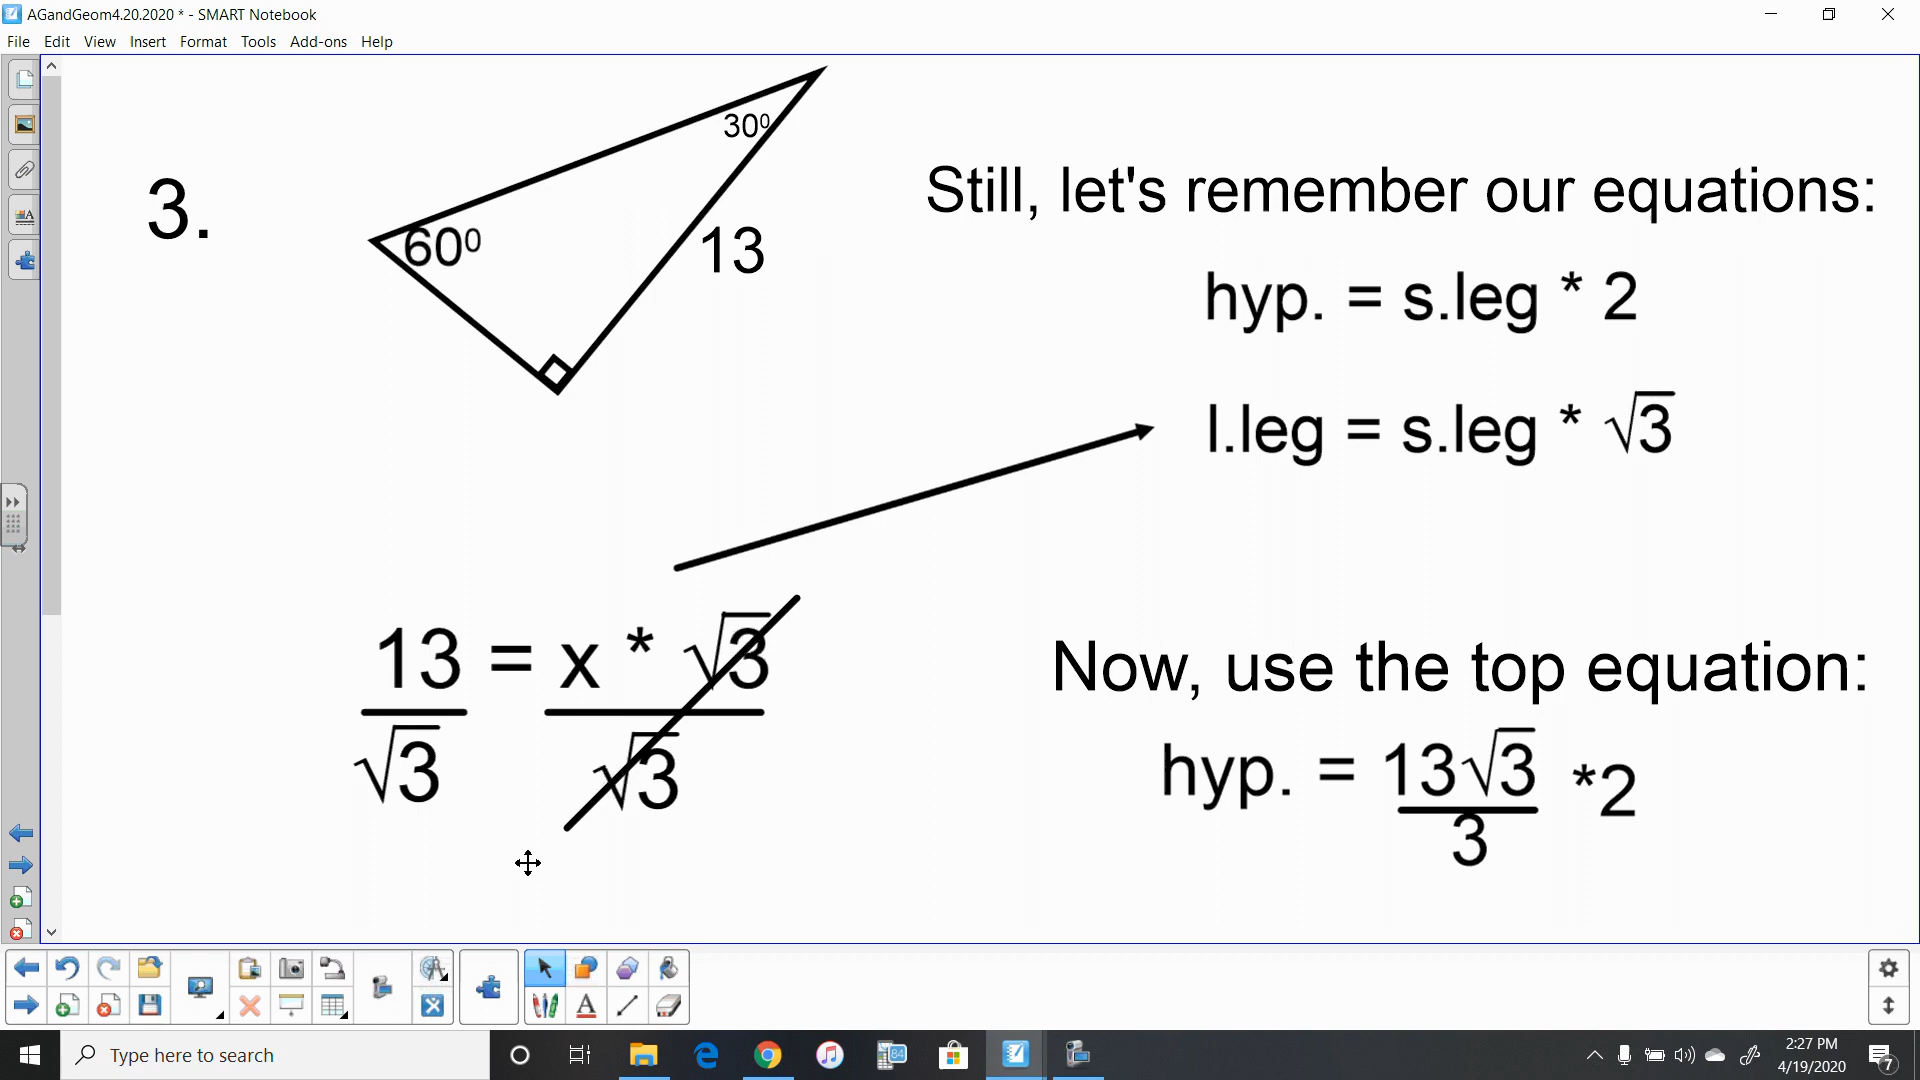 AGandGeom4.20.2020 * - SMART Notebook
File Edit View Insert Format Tools Add-ons Help
3.
30⁰
60⁰
13
Still, let's remember our equations:
hyp. = s.leg * 2
l.leg = s.leg * √3
13 = x * √3
√3 √3
Now, use the top equation:
hyp. = 13√3 *2
3
Type here to search
84
2:27 PM
4/19/2020
7